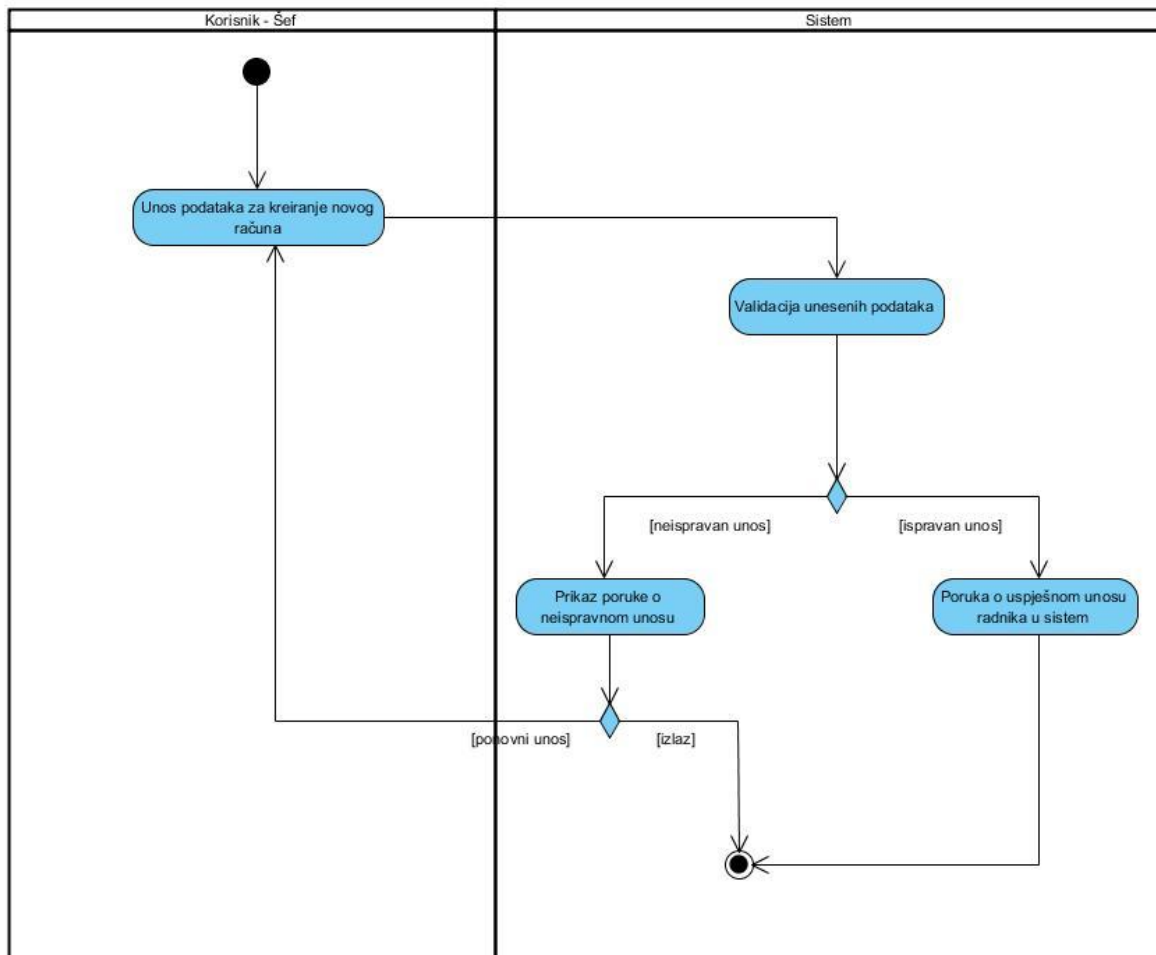 Korisnik - Šef
Sistem
Unos podataka za kreiranje novog
računa
Validacija unesenih podataka
[neispravan unos]
[ispravan unos]
Prikaz poruke o
neispravnom unosu
Poruka o uspješnom unosu
radnika u sistem
[ponovni unos]
[izlaz]